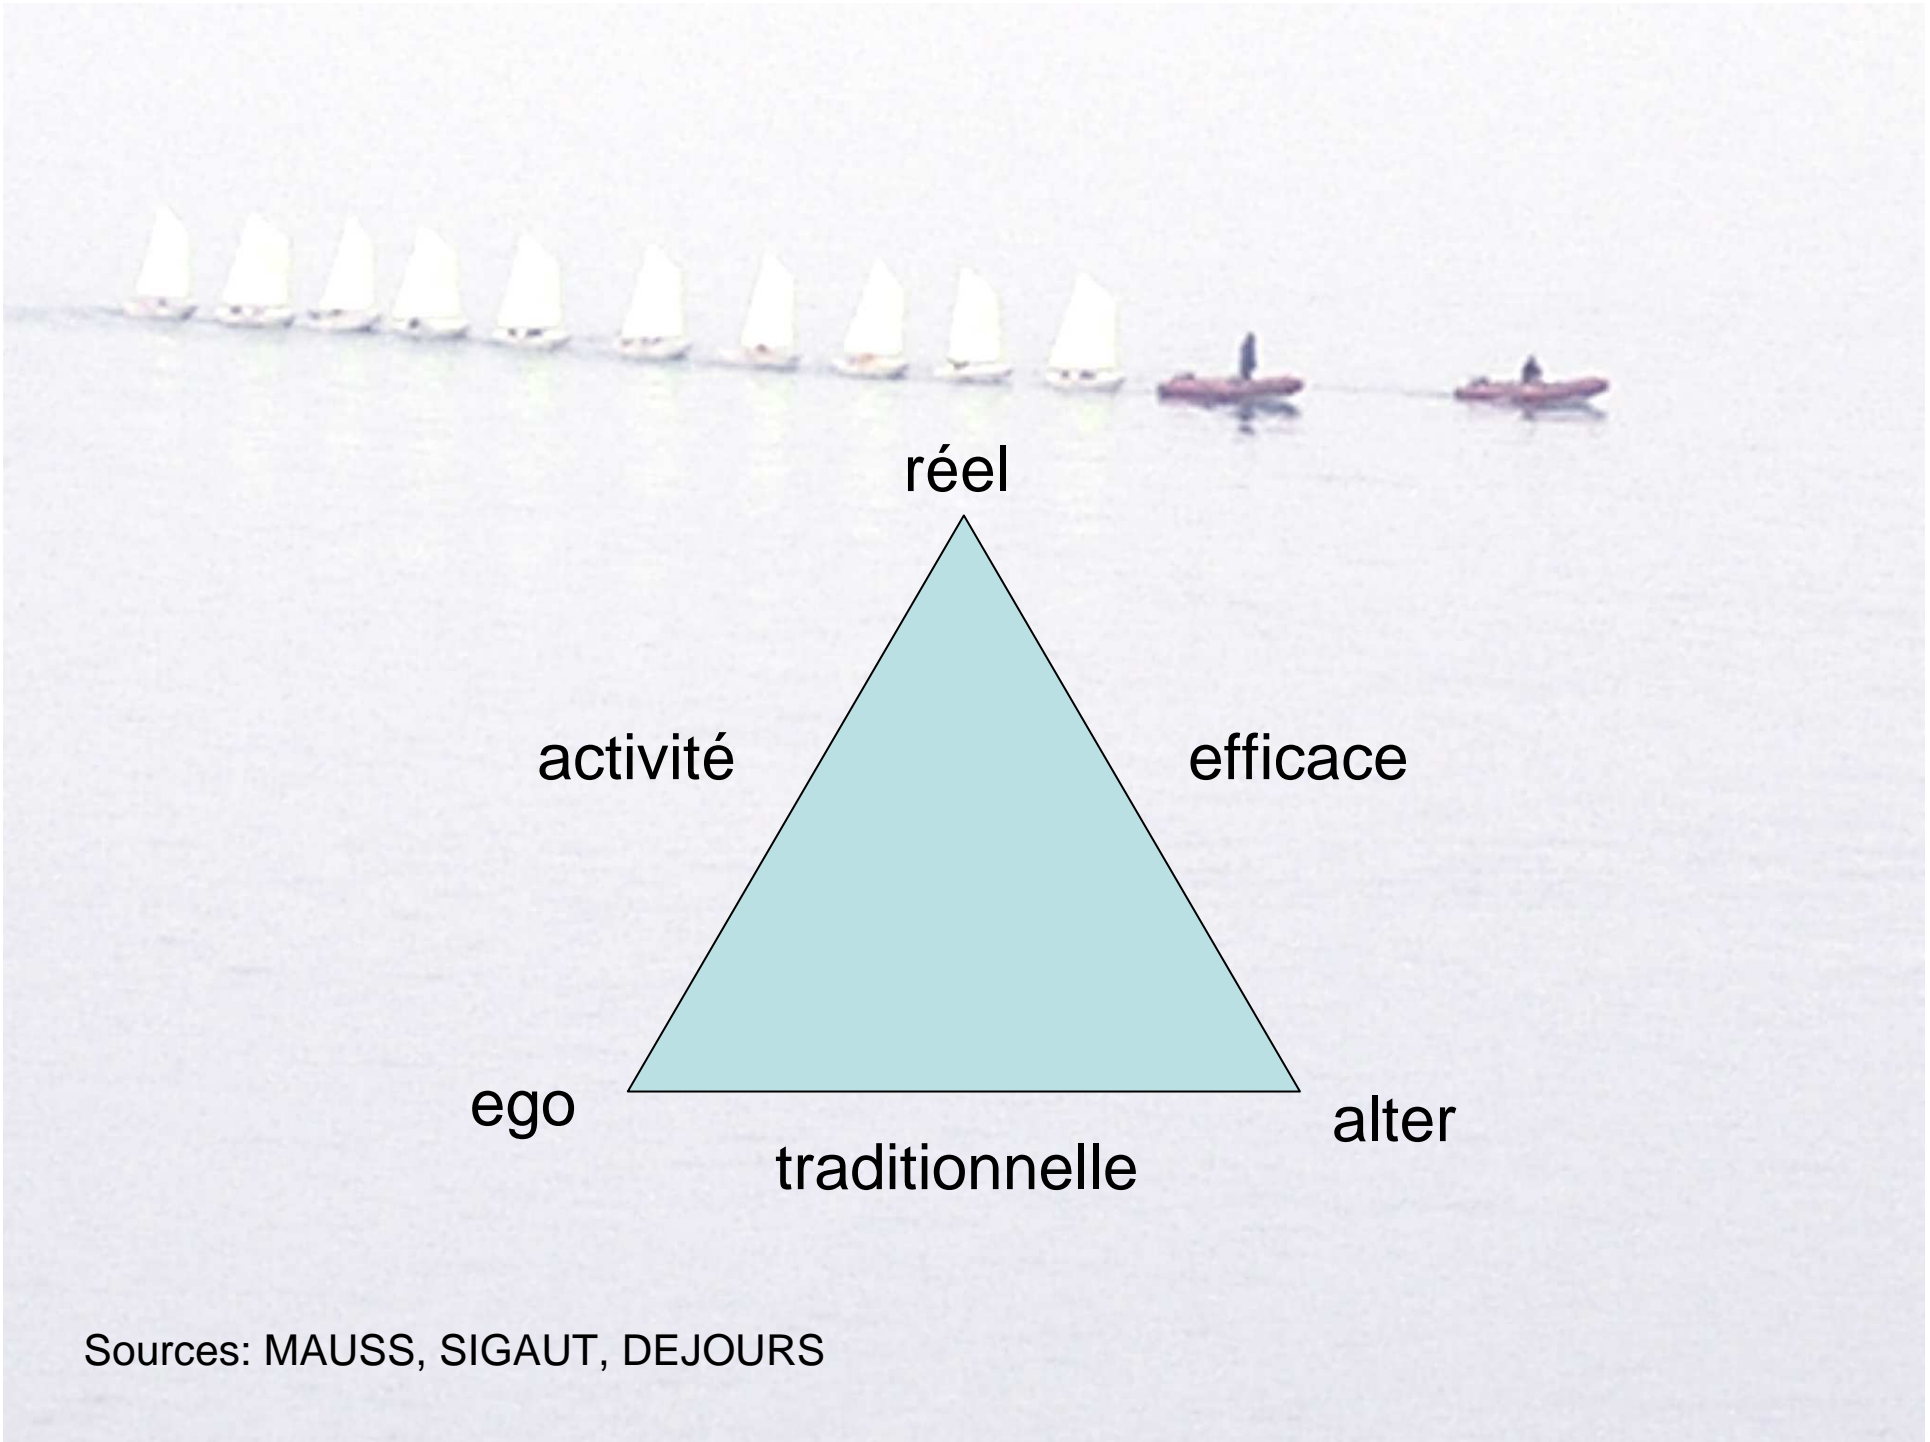 réel
activité
efficace
ego
alter
traditionnelle
Sources: MAUSS, SIGAUT, DEJOURS